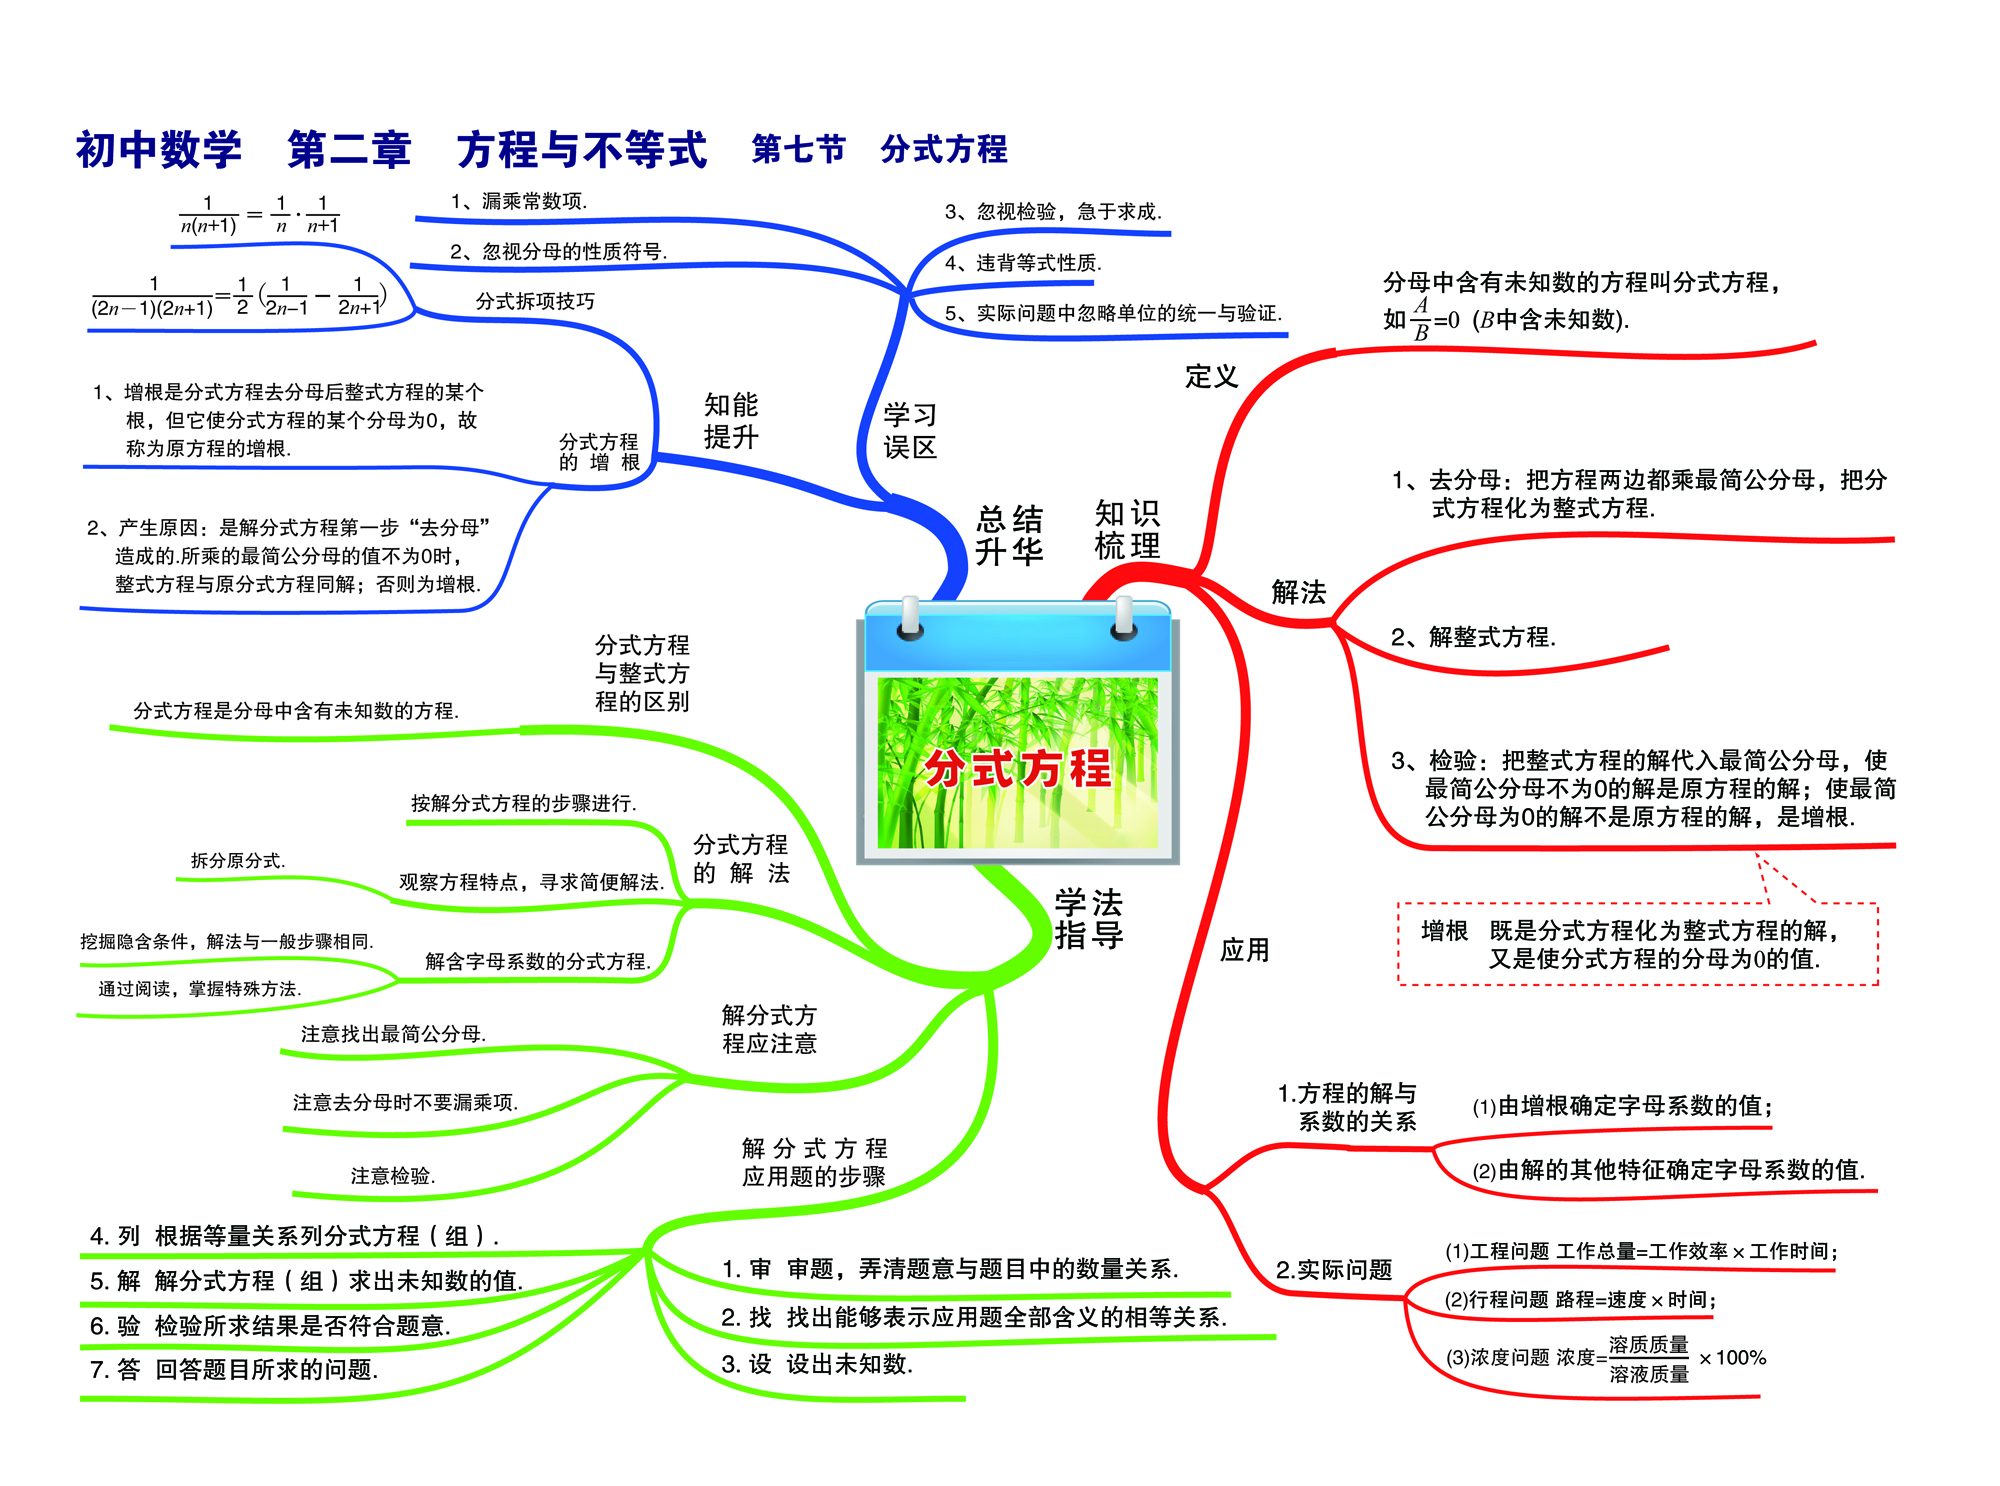 初中数学 第二章 方程与不等式 第七节 分式方程
分式方程
知识
梳理
定义
分母中含有未知数的方程叫分式方程，
如A/B=0 (B中含未知数).
解法
1、去分母：把方程两边都乘最简公分母，把分
式方程化为整式方程.
2、解整式方程.
3、检验：把整式方程的解代入最简公分母，使
最简公分母不为0的解是原方程的解；使最简
公分母为0的解不是原方程的解，是增根.
增根 既是分式方程化为整式方程的解，
又是使分式方程的分母为0的值.
应用
1.方程的解与
系数的关系
(1)由增根确定字母系数的值；
(2)由解的其他特征确定字母系数的值.
2.实际问题
(1)工程问题 工作总量=工作效率×工作时间；
(2)行程问题 路程=速度×时间；
(3)浓度问题 浓度=溶质质量/溶液质量×100%
总结
升华
学习
误区
1、漏乘常数项.
2、忽视分母的性质符号.
3、忽视检验，急于求成.
4、违背等式性质.
5、实际问题中忽略单位的统一与验证.
知能
提升
分式拆项技巧
1/n(n+1) = 1/n · 1/n+1
1/(2n−1)(2n+1)=1/2 (1/2n−1 − 1/2n+1)
分式方程
的 增 根
1、增根是分式方程去分母后整式方程的某个
根，但它使分式方程的某个分母为0，故
称为原方程的增根.
2、产生原因：是解分式方程第一步“去分母”
造成的.所乘的最简公分母的值不为0时，
整式方程与原分式方程同解；否则为增根.
学法
指导
分式方程
与整式方
程的区别
分式方程是分母中含有未知数的方程.
分式方程
的 解 法
按解分式方程的步骤进行.
观察方程特点，寻求简便解法.
拆分原分式.
解含字母系数的分式方程.
挖掘隐含条件，解法与一般步骤相同.
通过阅读，掌握特殊方法.
解分式方
程应注意
注意找出最简公分母.
注意去分母时不要漏乘项.
注意检验.
解 分 式 方 程
应用题的步骤
1. 审 审题，弄清题意与题目中的数量关系.
2. 找 找出能够表示应用题全部含义的相等关系.
3. 设 设出未知数.
4. 列 根据等量关系列分式方程（组）.
5. 解 解分式方程（组）求出未知数的值.
6. 验 检验所求结果是否符合题意.
7. 答 回答题目所求的问题.